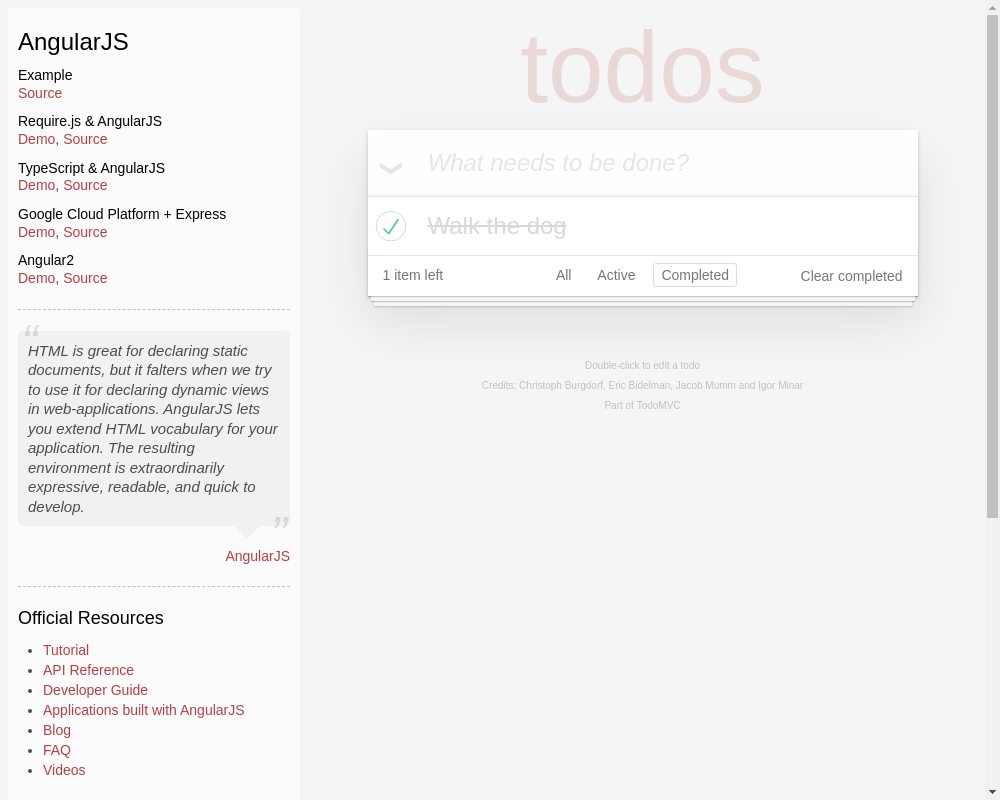 AngularJS
Example
Source
Require.js & AngularJS
Demo, Source
TypeScript & AngularJS
Demo, Source
Google Cloud Platform + Express
Demo, Source
Angular2
Demo, Source
“
HTML is great for declaring static
documents, but it falters when we try
to use it for declaring dynamic views
in web-applications. AngularJS lets
you extend HTML vocabulary for your
application. The resulting
environment is extraordinarily
expressive, readable, and quick to
develop.
”
AngularJS
Official Resources
Tutorial
API Reference
Developer Guide
Applications built with AngularJS
Blog
FAQ
Videos
todos
What needs to be done?
Walk the dog
1 item left
All
Active
Completed
Clear completed
Double-click to edit a todo
Credits: Christoph Burgdorf, Eric Bidelman, Jacob Mumm and Igor Minar
Part of TodoMVC